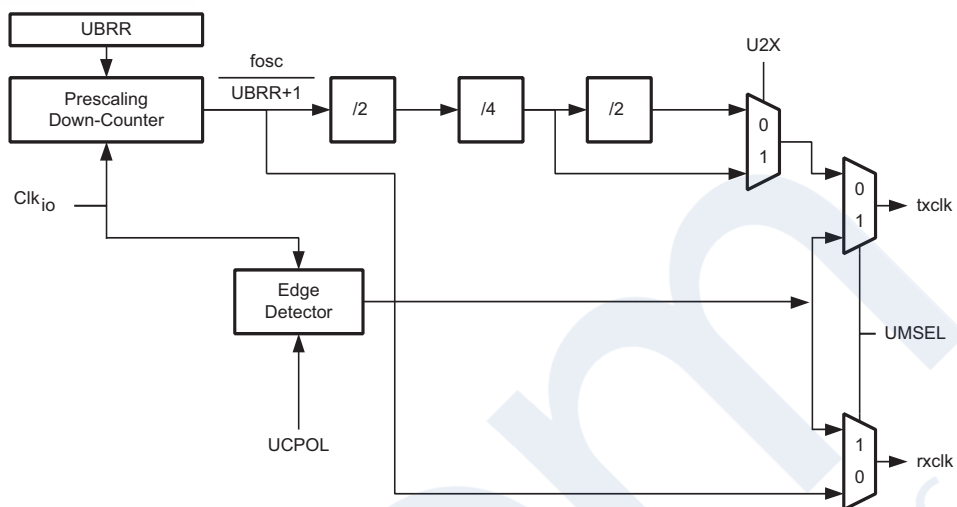 UBRR
U2X
fosc
UBRR+1
Prescaling
Down-Counter
/2
/4
/2
0
1
Clkio
0
1
txclk
Edge
Detector
UMSEL
UCPOL
1
0
rxclk